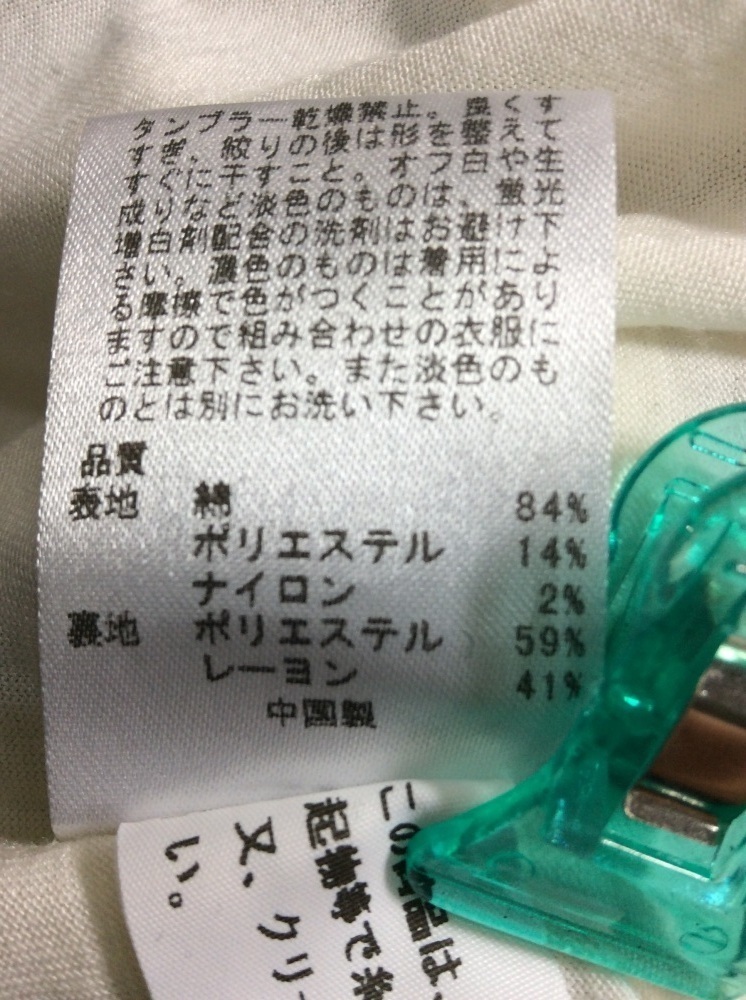 タンブラー乾燥禁止。良くす
すぎ、絞りの後は形を整えて
すぐに干すこと。オフ白や生
成りなど淡色のものは、蛍光
増白剤配合の洗剤はお避け下
さい。濃色のものは着用によ
る摩擦で色がつくことがあり
ますので組み合わせの衣服に
ご注意下さい。また淡色のも
のとは別にお洗い下さい。
品質
表地 綿 84%
ポリエステル 14%
ナイロン 2%
裏地 ポリエステル 59%
レーヨン 41%
中国製
この商品は、
起物等で
又、クリー
い。